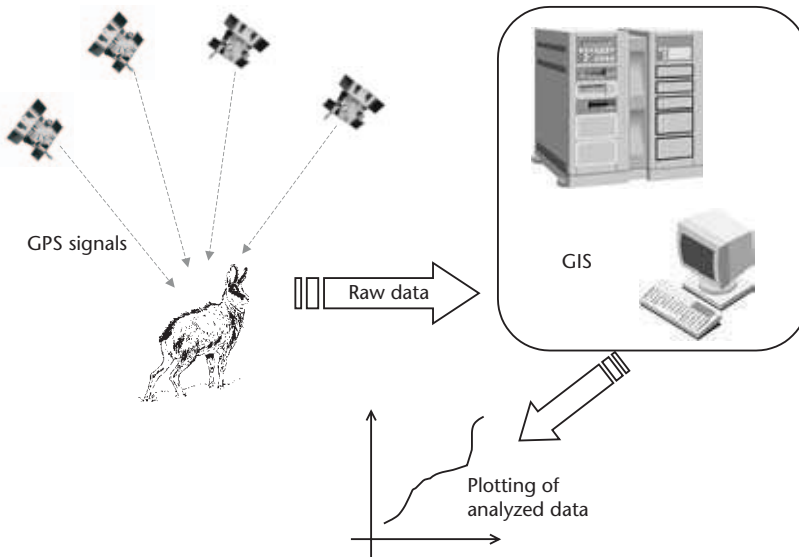 GPS signals
Raw data
GIS
Plotting of
analyzed data